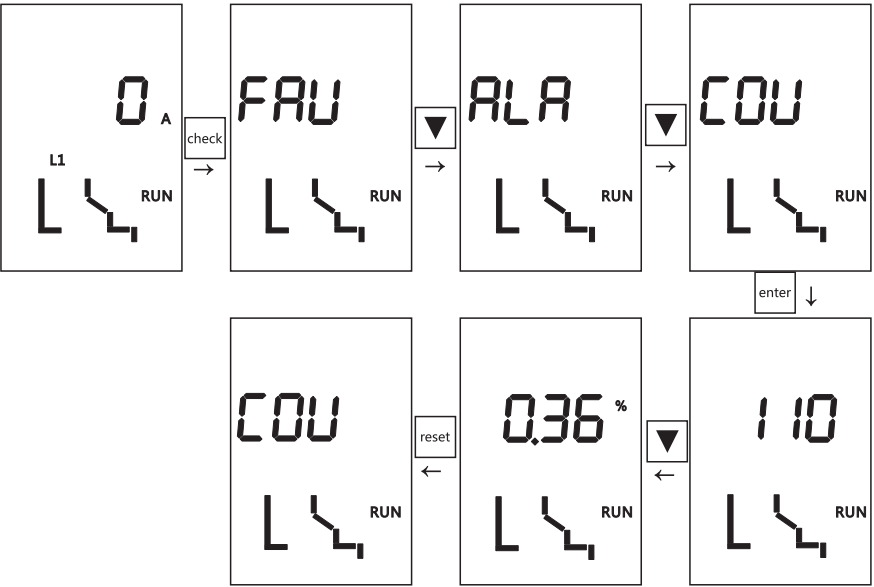 0 A
L1
L RUN
check
→
FAU
L RUN
▼
→
ALA
L RUN
▼
→
COU
L RUN
enter ↓
110
L RUN
▼
←
0.36 %
L RUN
reset
←
COU
L RUN